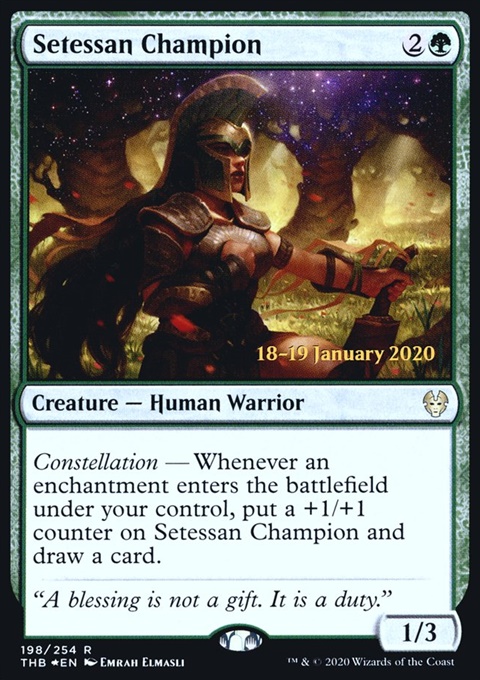 Setessan Champion 2
18–19 January 2020
Creature — Human Warrior
Constellation — Whenever an
enchantment enters the battlefield
under your control, put a +1/+1
counter on Setessan Champion and
draw a card.
“A blessing is not a gift. It is a duty.”
1/3
198/254 R
THB ★ EN Emrah Elmasli
™ & © 2020 Wizards of the Coast